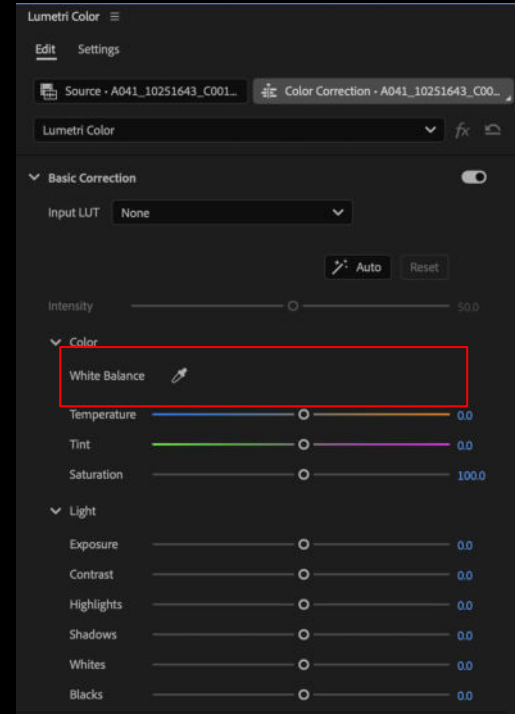 Lumetri Color
Edit Settings
Source • A041_10251643_C001... Color Correction • A041_10251643_C00...
Lumetri Color fx
Basic Correction
Input LUT None
Auto Reset
Intensity 50.0
Color
White Balance
Temperature 0.0
Tint 0.0
Saturation 100.0
Light
Exposure 0.0
Contrast 0.0
Highlights 0.0
Shadows 0.0
Whites 0.0
Blacks 0.0